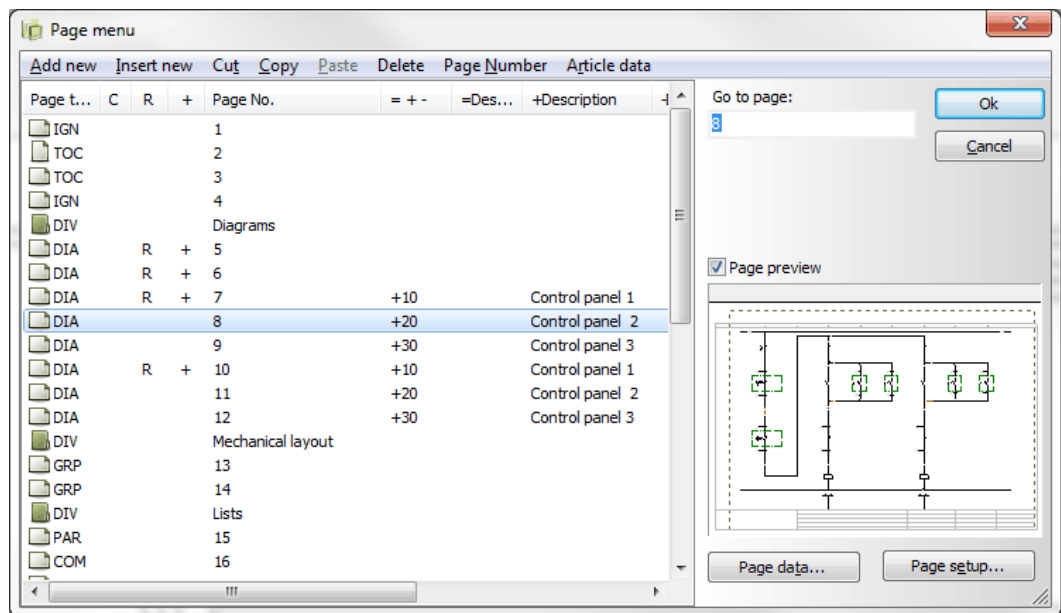 Page menu
Add new Insert new Cut Copy Paste Delete Page Number Article data
Page t... C R + Page No. = + - =Des... +Description
IGN 1
TOC 2
TOC 3
IGN 4
DIV Diagrams
DIA R + 5
DIA R + 6
DIA R + 7 +10 Control panel 1
DIA 8 +20 Control panel 2
DIA 9 +30 Control panel 3
DIA R + 10 +10 Control panel 1
DIA 11 +20 Control panel 2
DIA 12 +30 Control panel 3
DIV Mechanical layout
GRP 13
GRP 14
DIV Lists
PAR 15
COM 16
Go to page:
8
Ok
Cancel
Page preview
Page data...
Page setup...